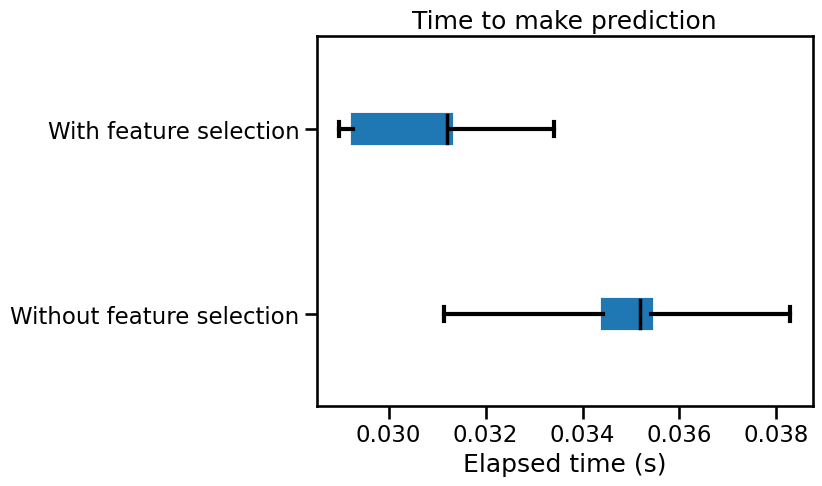 Time to make prediction
With feature selection
Without feature selection
0.030 0.032 0.034 0.036 0.038
Elapsed time (s)